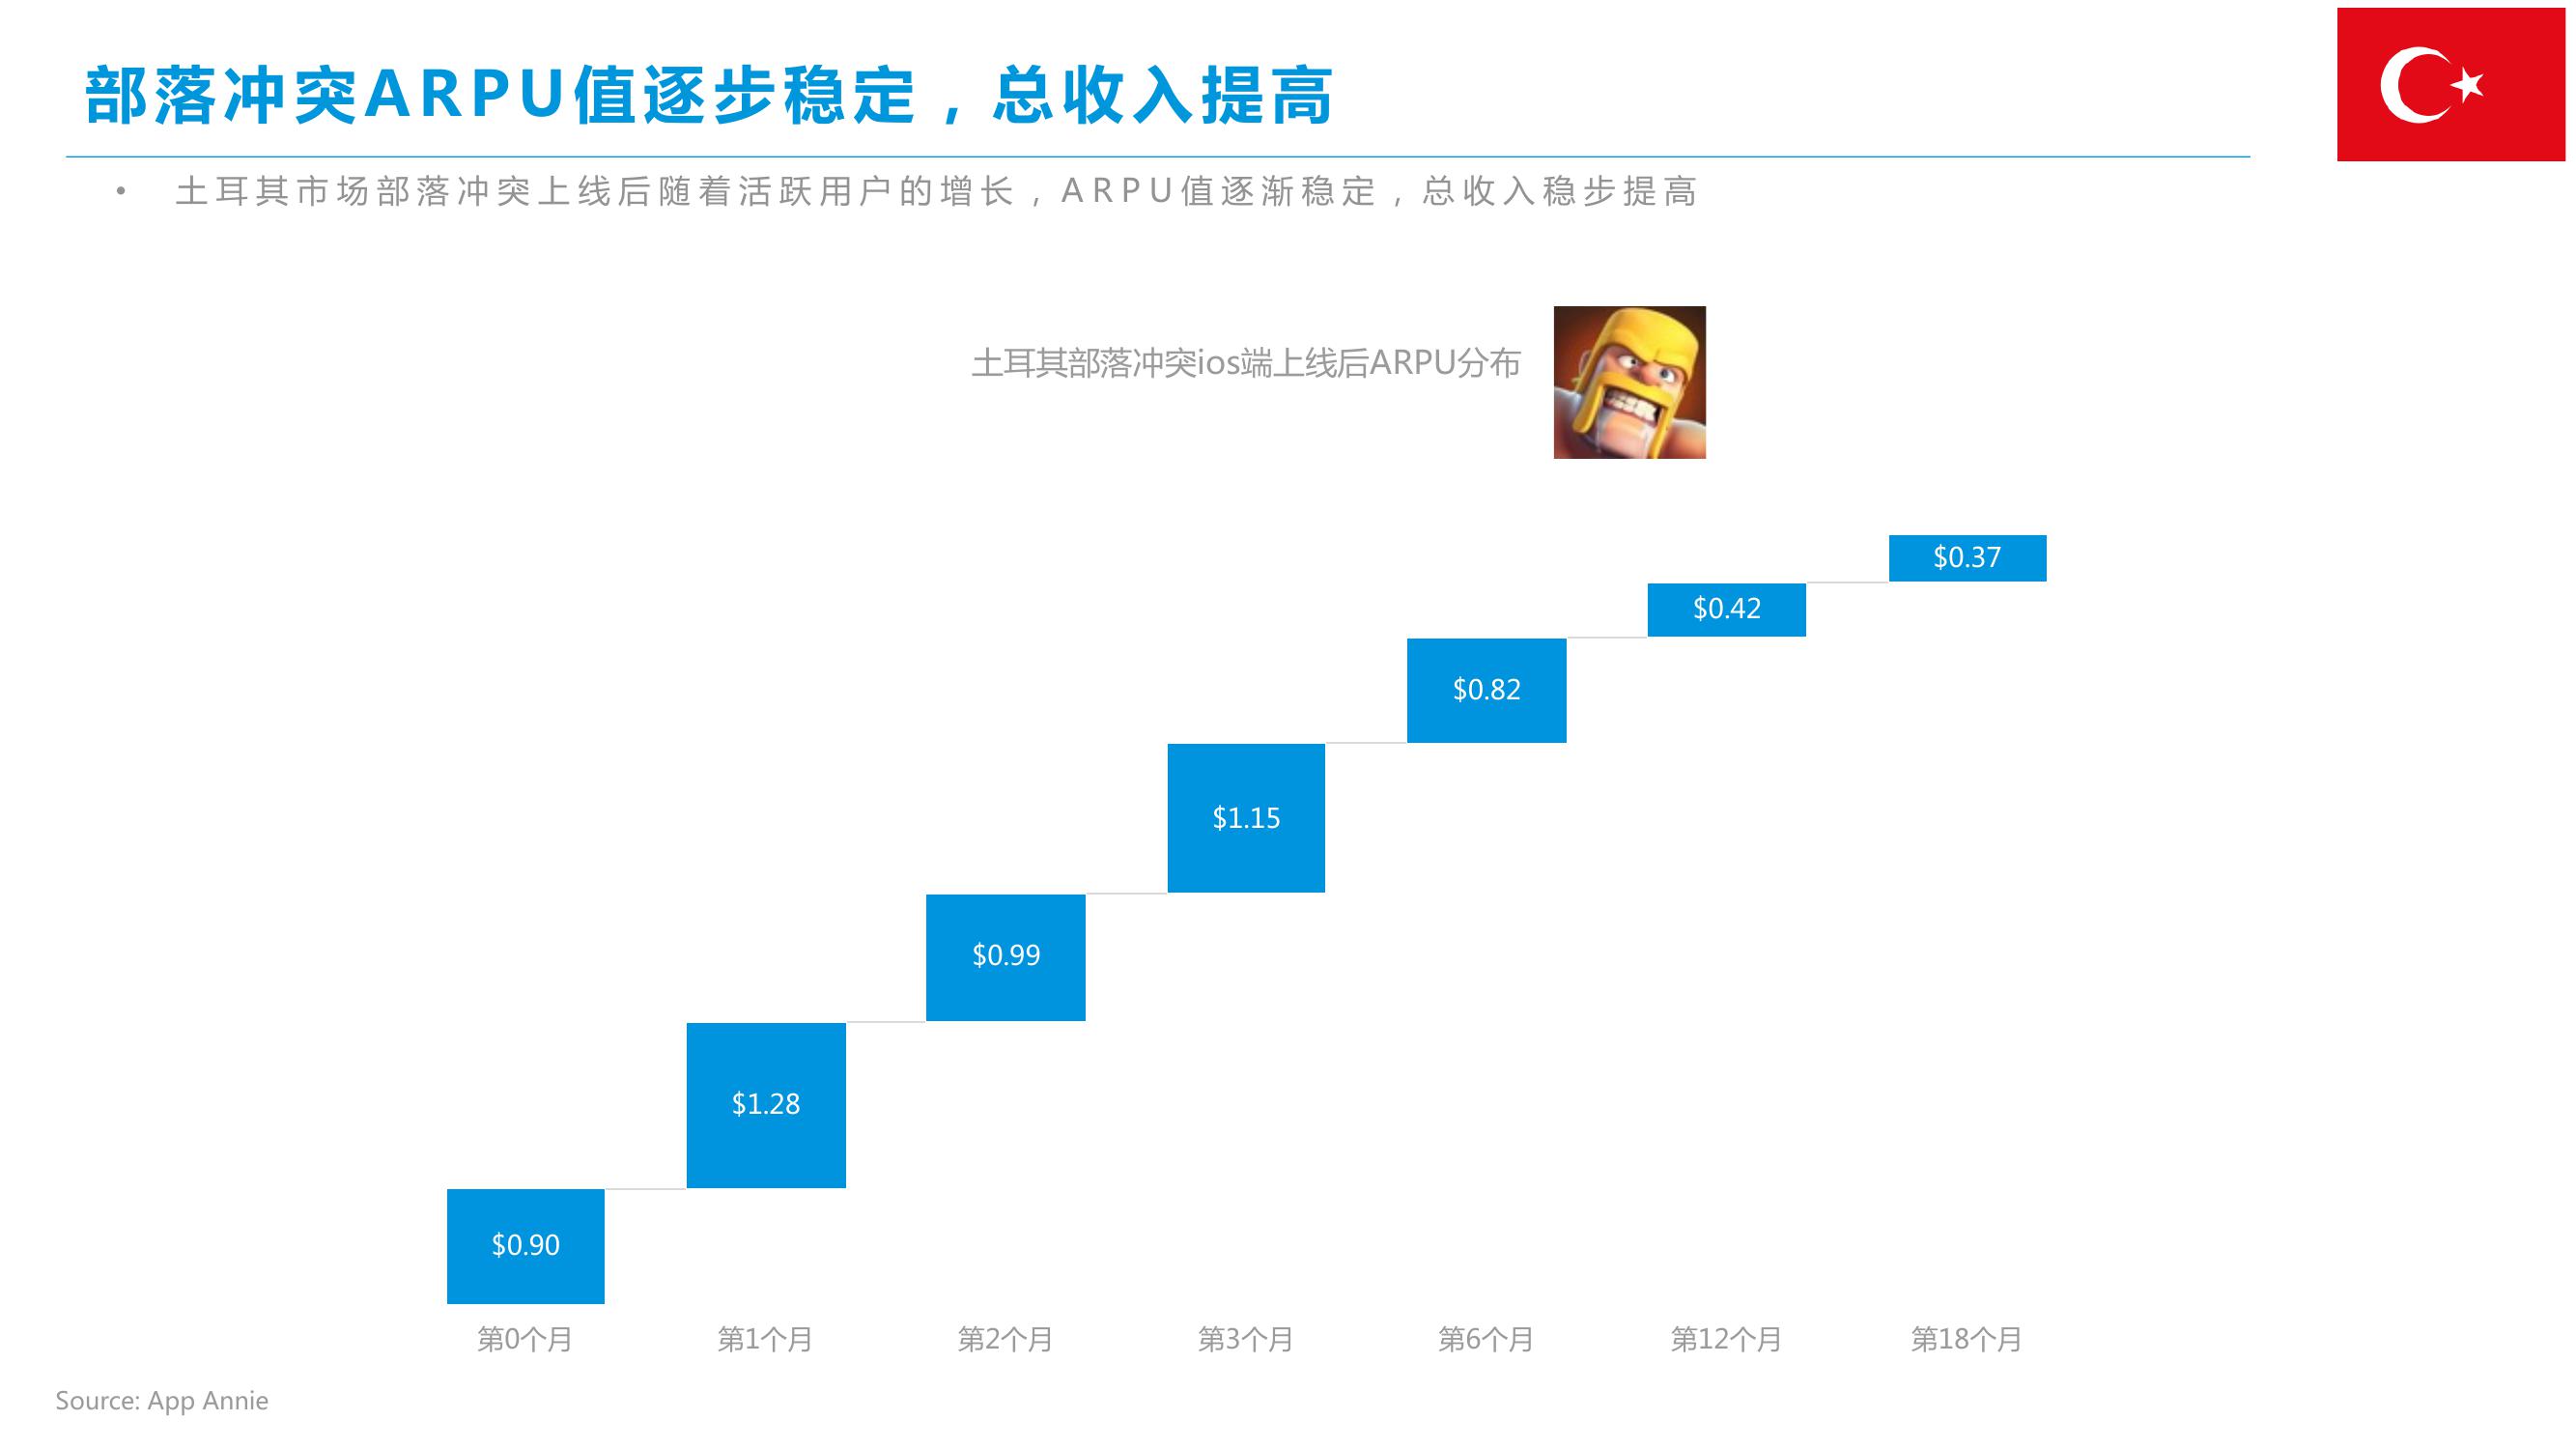 部落冲突ARPU值逐步稳定，总收入提高
• 土耳其市场部落冲突上线后随着活跃用户的增长，ARPU值逐渐稳定，总收入稳步提高
土耳其部落冲突ios端上线后ARPU分布
$0.37
$0.42
$0.82
$1.15
$0.99
$1.28
$0.90
第0个月 第1个月 第2个月 第3个月 第6个月 第12个月 第18个月
Source: App Annie